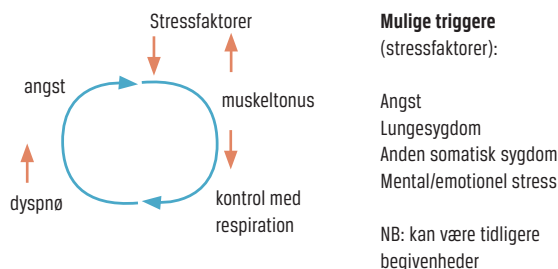 Stressfaktorer
angst
muskeltonus
dyspnø
kontrol med
respiration
Mulige triggere
(stressfaktorer):
Angst
Lungesygdom
Anden somatisk sygdom
Mental/emotionel stress
NB: kan være tidligere
begivenheder